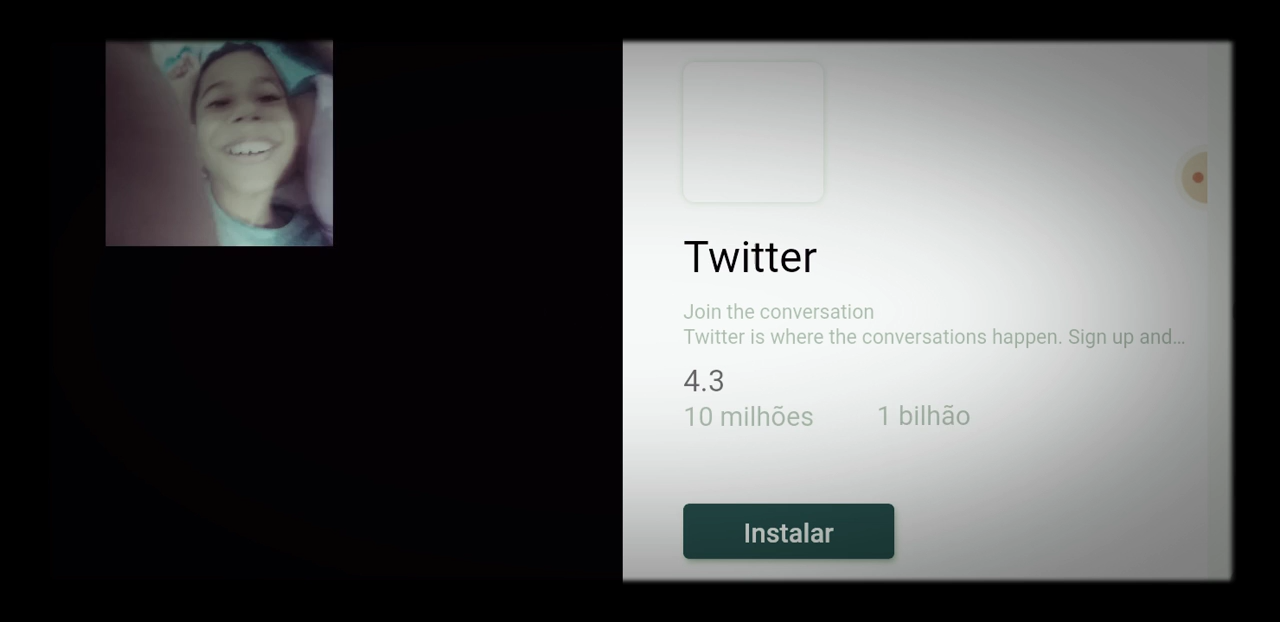 Twitter
Join the conversation
Twitter is where the conversations happen. Sign up and...
4.3
10 milhões 1 bilhão
Instalar